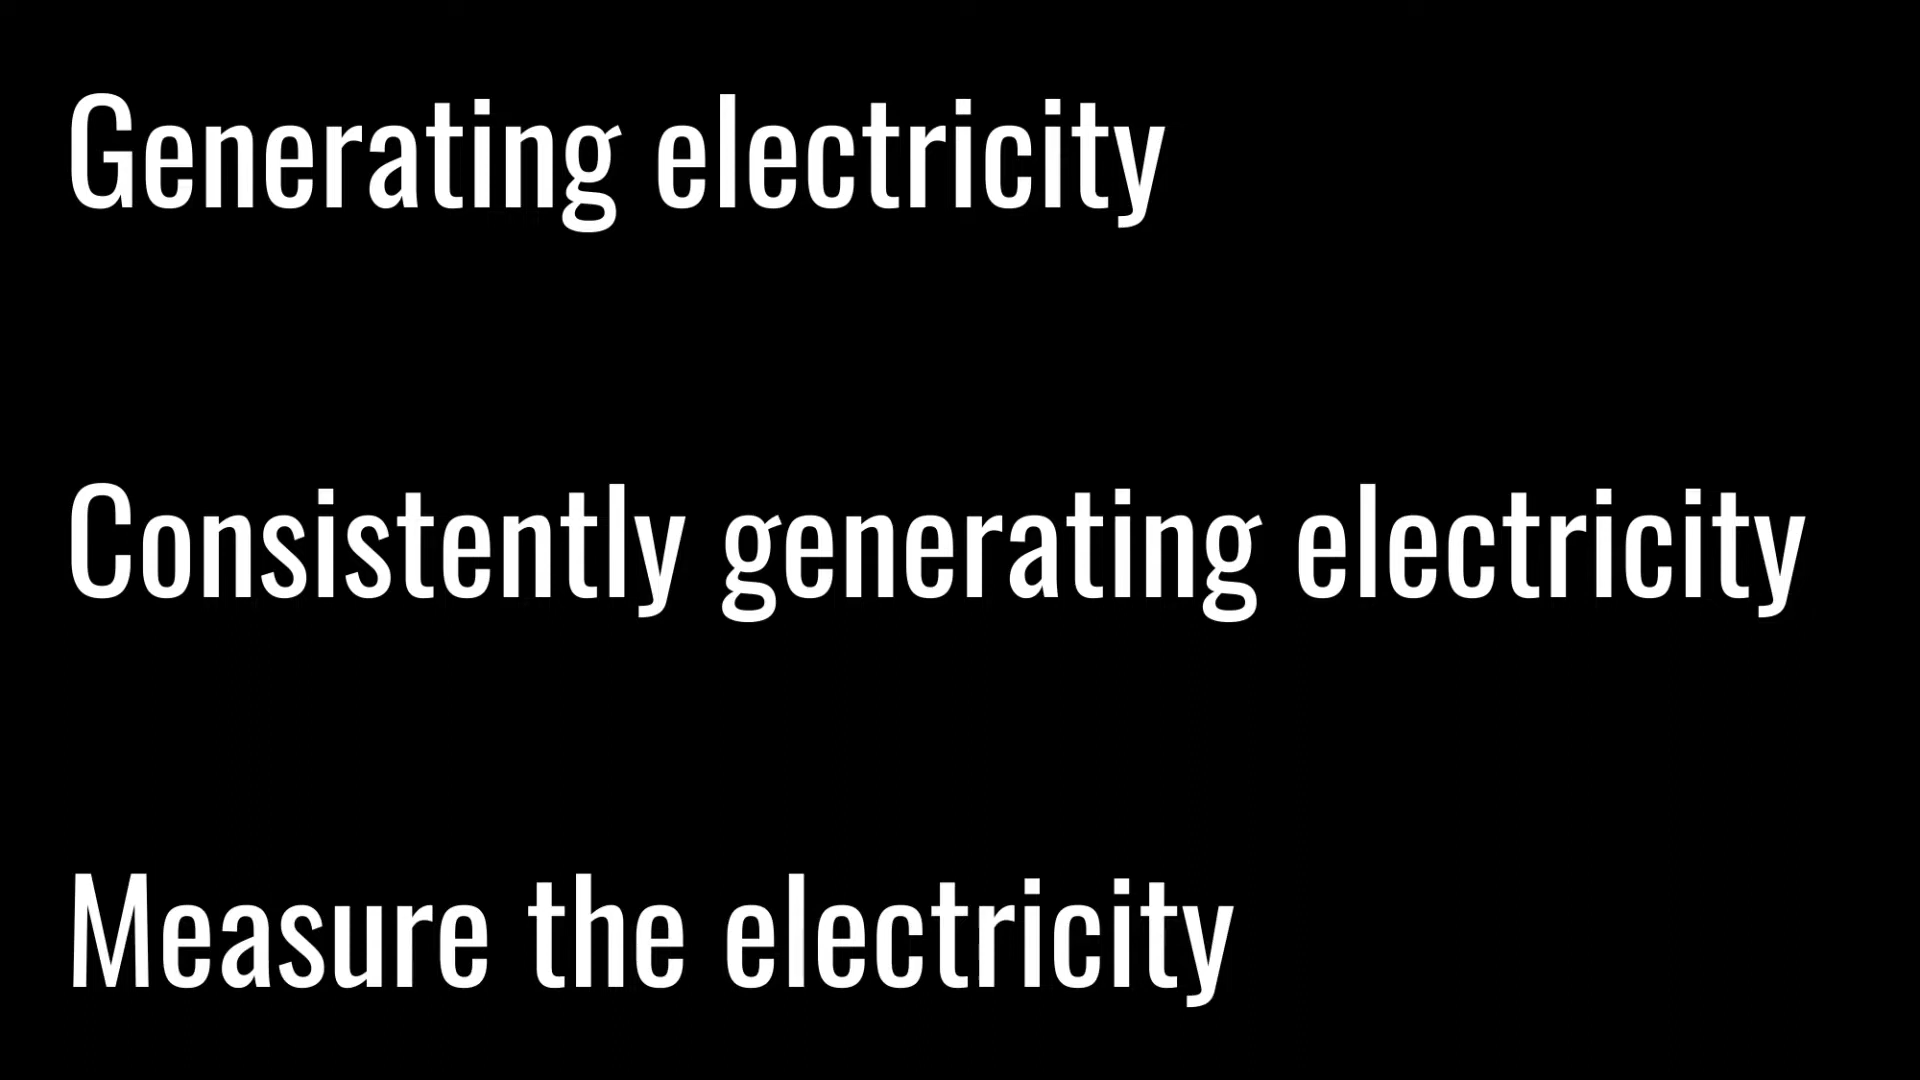 Generating electricity
Consistently generating electricity
Measure the electricity